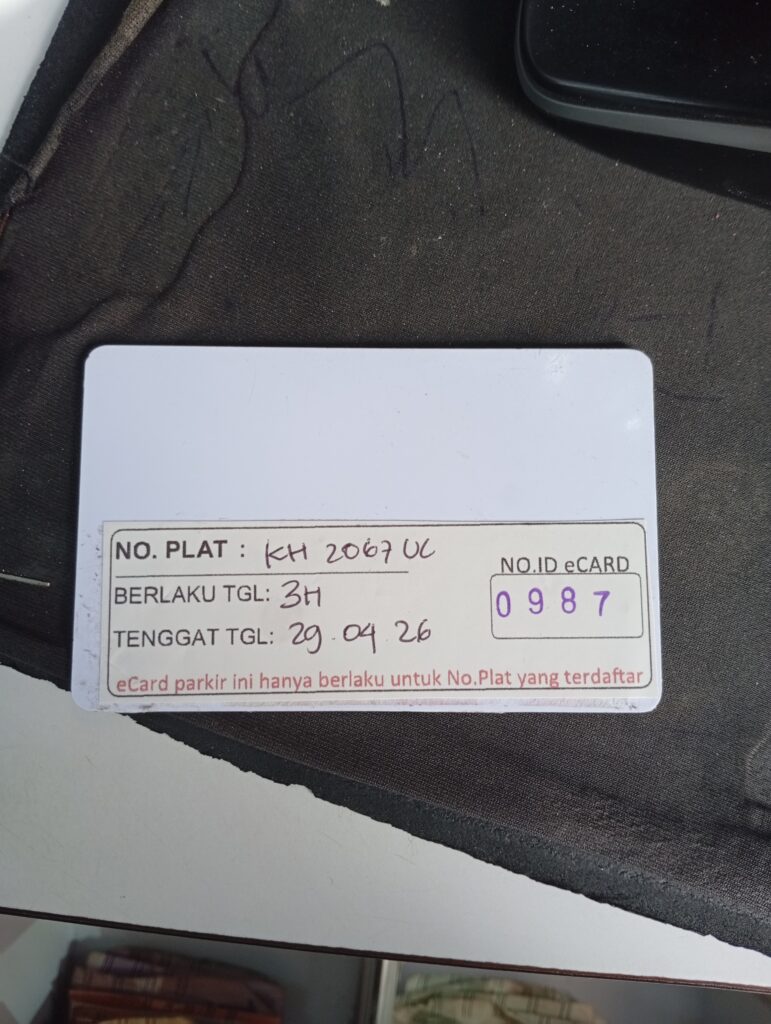 NO. PLAT : KH 2067 UC
NO.ID eCARD
BERLAKU TGL: 3H
0987
TENGGAT TGL: 29.04.26
eCard parkir ini hanya berlaku untuk No.Plat yang terdaftar